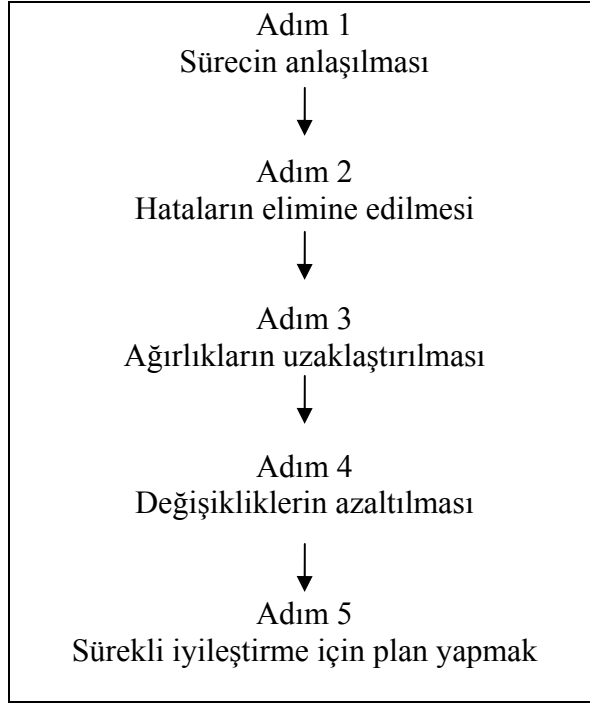 Adım 1
Sürecin anlaşılması
Adım 2
Hataların elimine edilmesi
Adım 3
Ağırlıkların uzaklaştırılması
Adım 4
Değişikliklerin azaltılması
Adım 5
Sürekli iyileştirme için plan yapmak